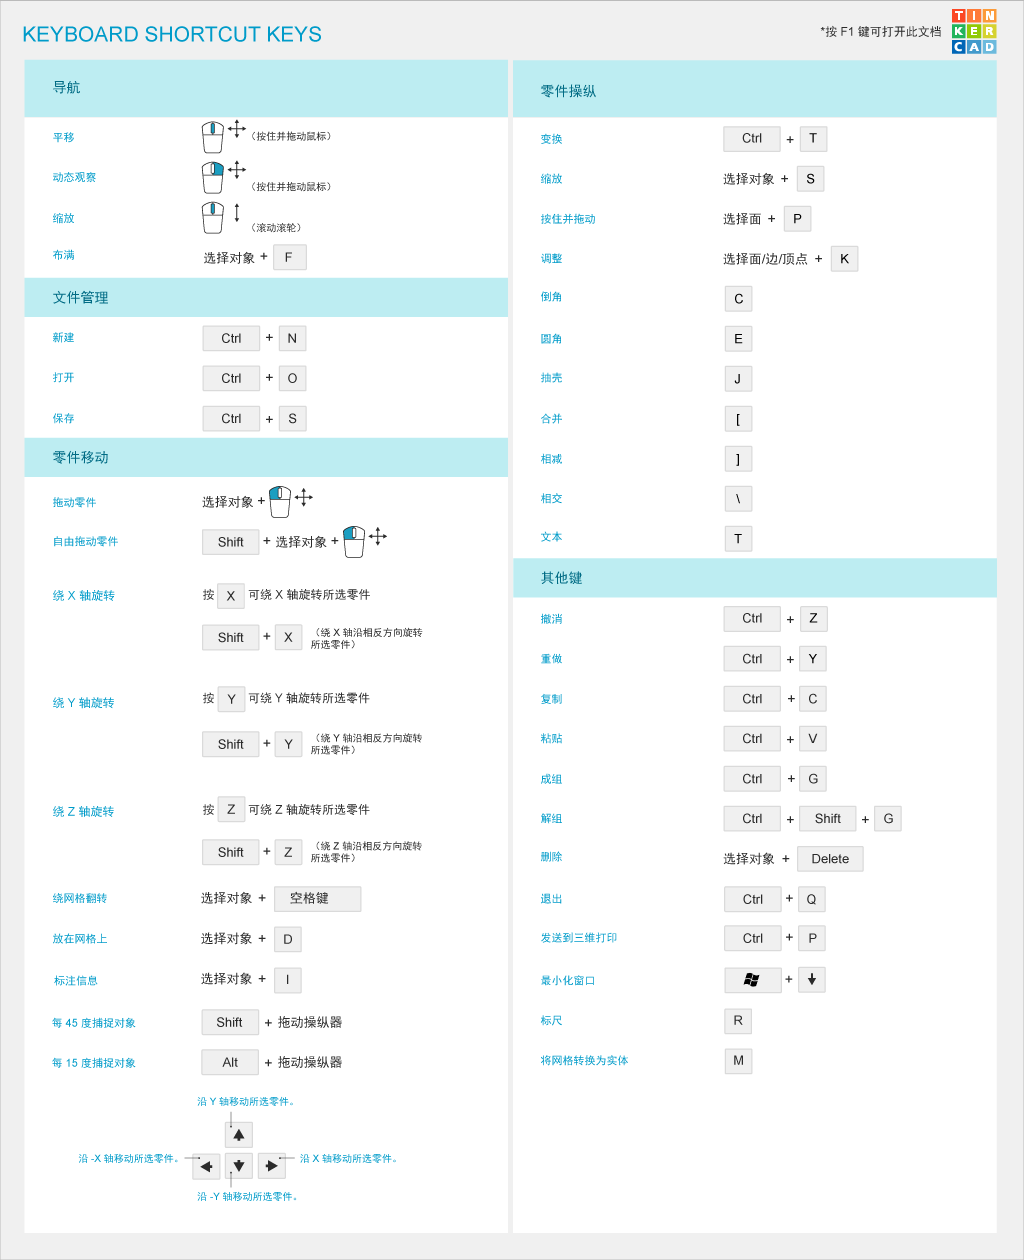 KEYBOARD SHORTCUT KEYS
*按 F1 键可打开此文档
TIN
KER
CAD
导航
平移 （按住并拖动鼠标）
动态观察 （按住并拖动鼠标）
缩放 （滚动滚轮）
布满 选择对象 + F
文件管理
新建 Ctrl + N
打开 Ctrl + O
保存 Ctrl + S
零件移动
拖动零件 选择对象 +
自由拖动零件 Shift + 选择对象 +
绕 X 轴旋转 按 X 可绕 X 轴旋转所选零件
Shift + X （绕 X 轴沿相反方向旋转
所选零件）
绕 Y 轴旋转 按 Y 可绕 Y 轴旋转所选零件
Shift + Y （绕 Y 轴沿相反方向旋转
所选零件）
绕 Z 轴旋转 按 Z 可绕 Z 轴旋转所选零件
Shift + Z （绕 Z 轴沿相反方向旋转
所选零件）
绕网格翻转 选择对象 + 空格键
放在网格上 选择对象 + D
标注信息 选择对象 + I
每 45 度捕捉对象 Shift + 拖动操纵器
每 15 度捕捉对象 Alt + 拖动操纵器
沿 Y 轴移动所选零件。
沿 -X 轴移动所选零件。 沿 X 轴移动所选零件。
沿 -Y 轴移动所选零件。
零件操纵
变换 Ctrl + T
缩放 选择对象 + S
按住并拖动 选择面 + P
调整 选择面/边/顶点 + K
倒角 C
圆角 E
抽壳 J
合并 [
相减 ]
相交 \
文本 T
其他键
撤消 Ctrl + Z
重做 Ctrl + Y
复制 Ctrl + C
粘贴 Ctrl + V
成组 Ctrl + G
解组 Ctrl + Shift + G
删除 选择对象 + Delete
退出 Ctrl + Q
发送到三维打印 Ctrl + P
最小化窗口 +
标尺 R
将网格转换为实体 M